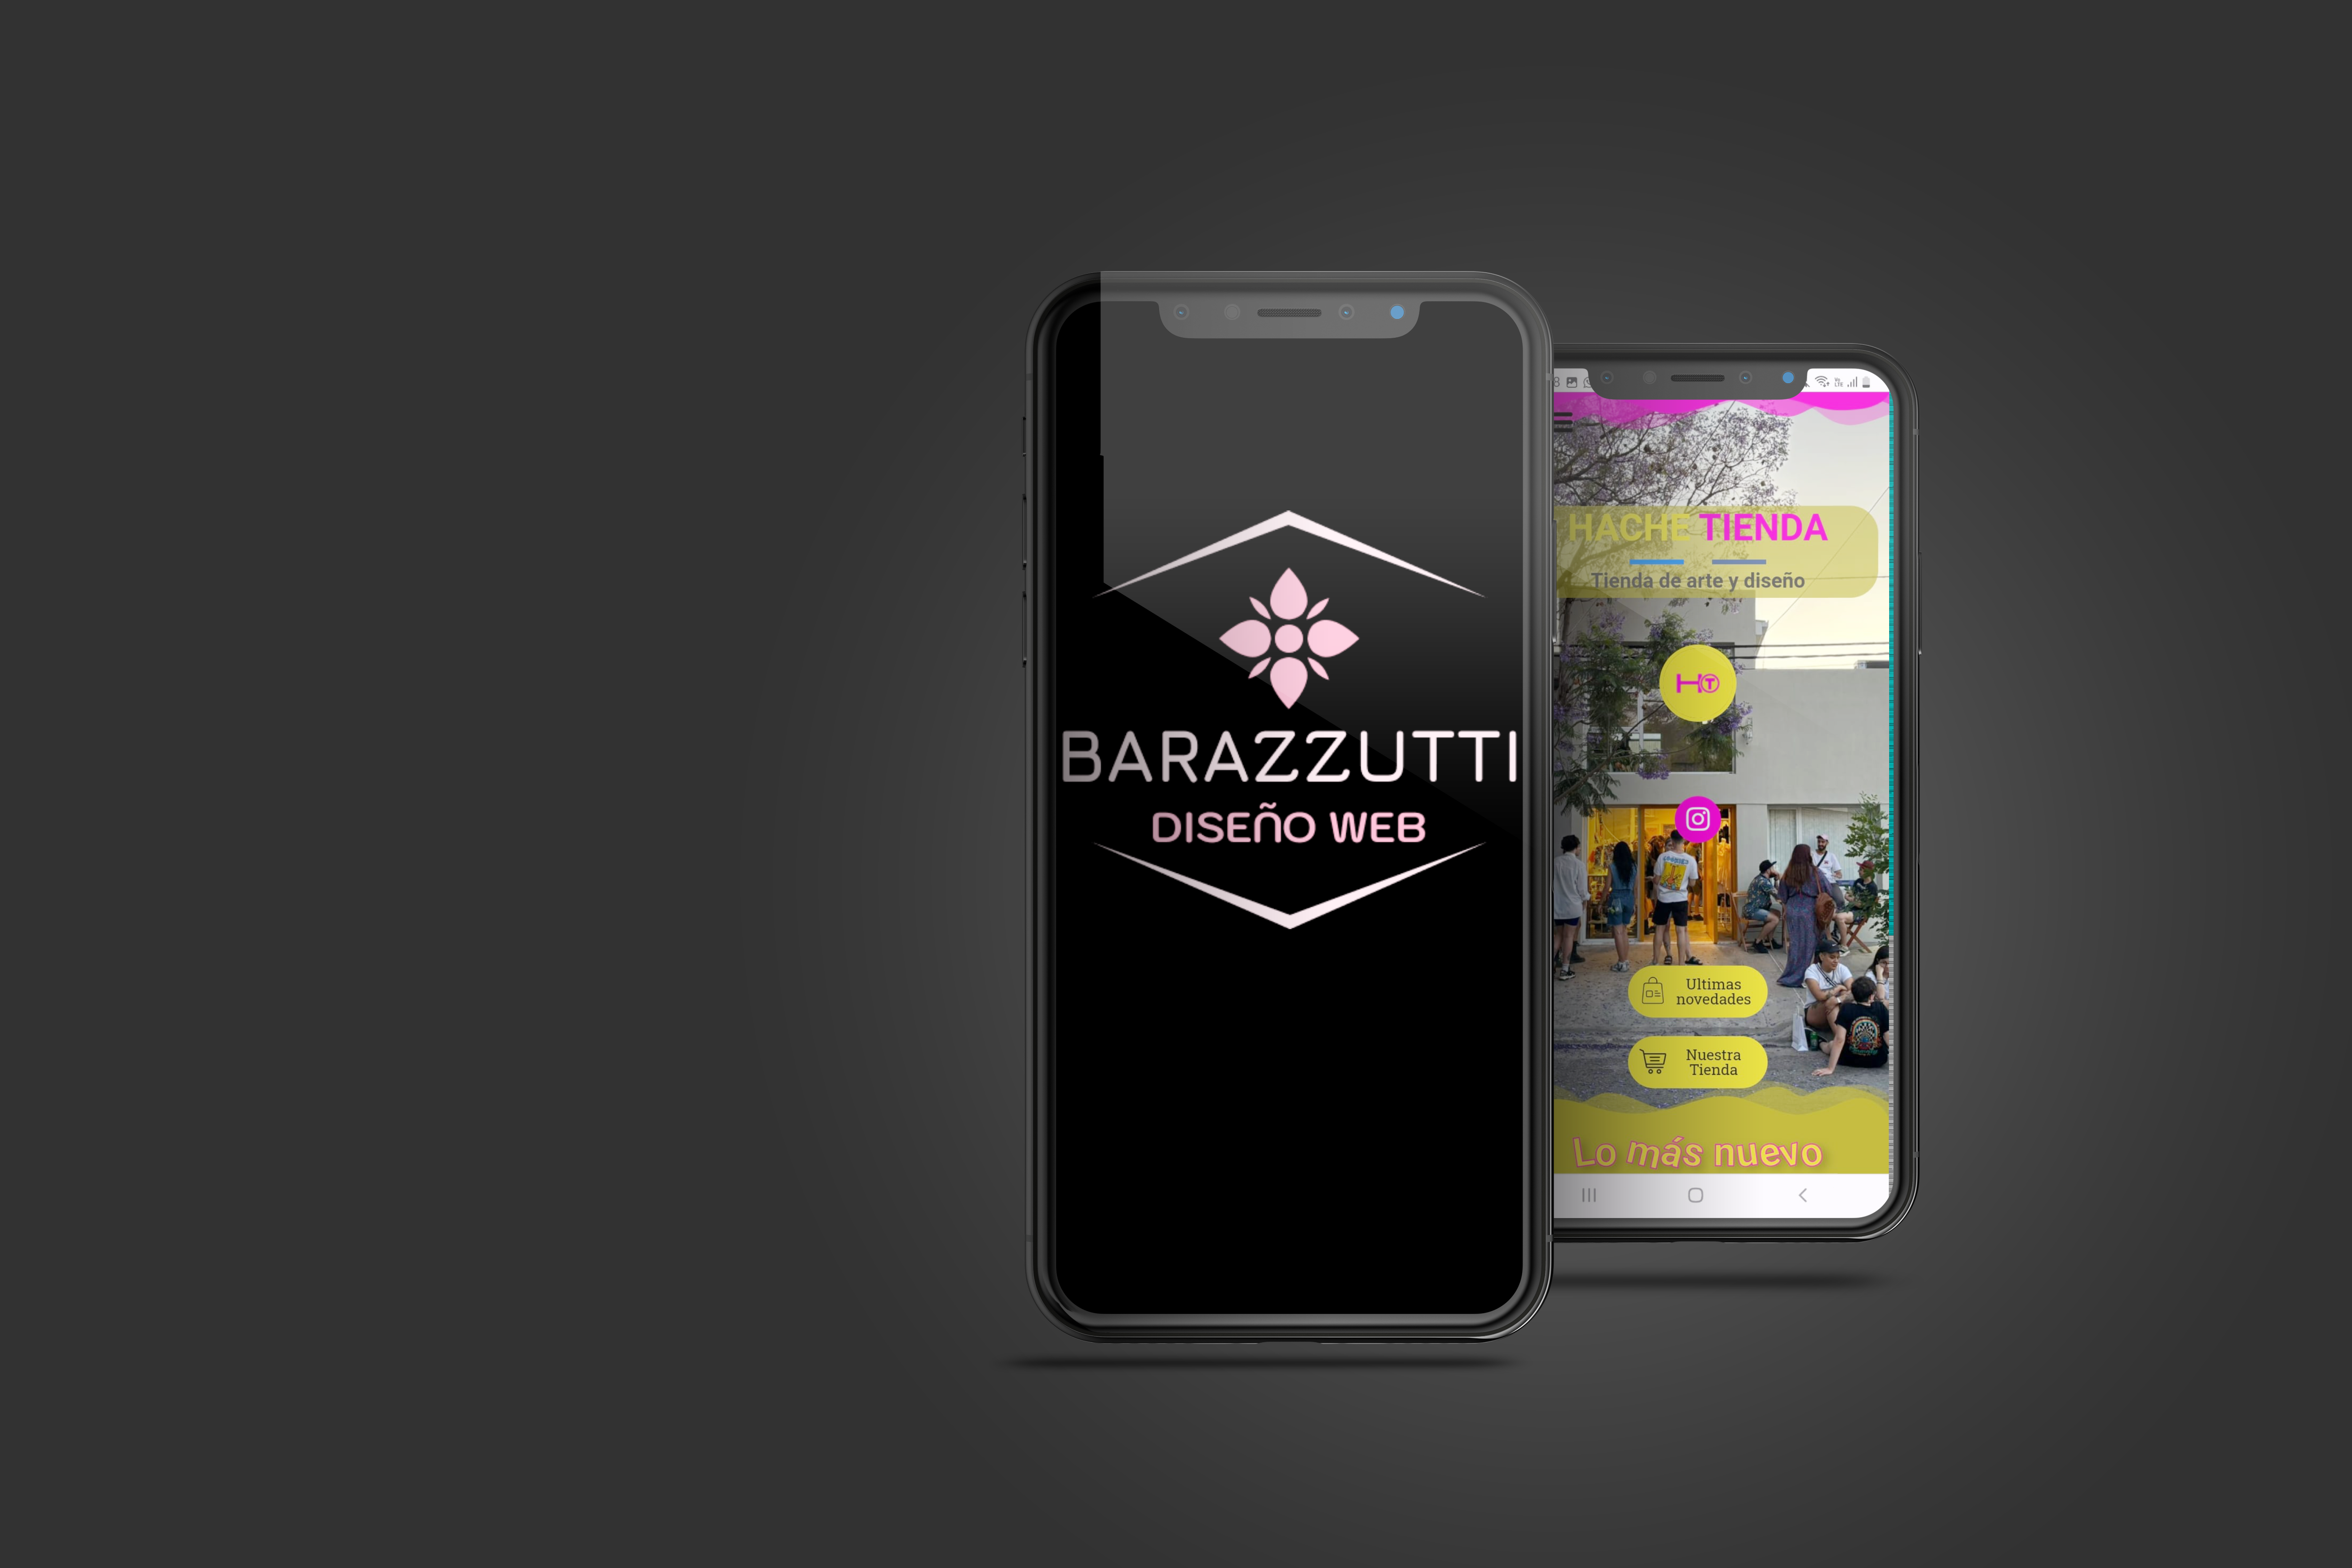 BARAZZUTTI
DISEÑO WEB
HACHE TIENDA
Tienda de arte y diseño
HT
Ultimas
novedades
Nuestra
Tienda
Lo más nuevo